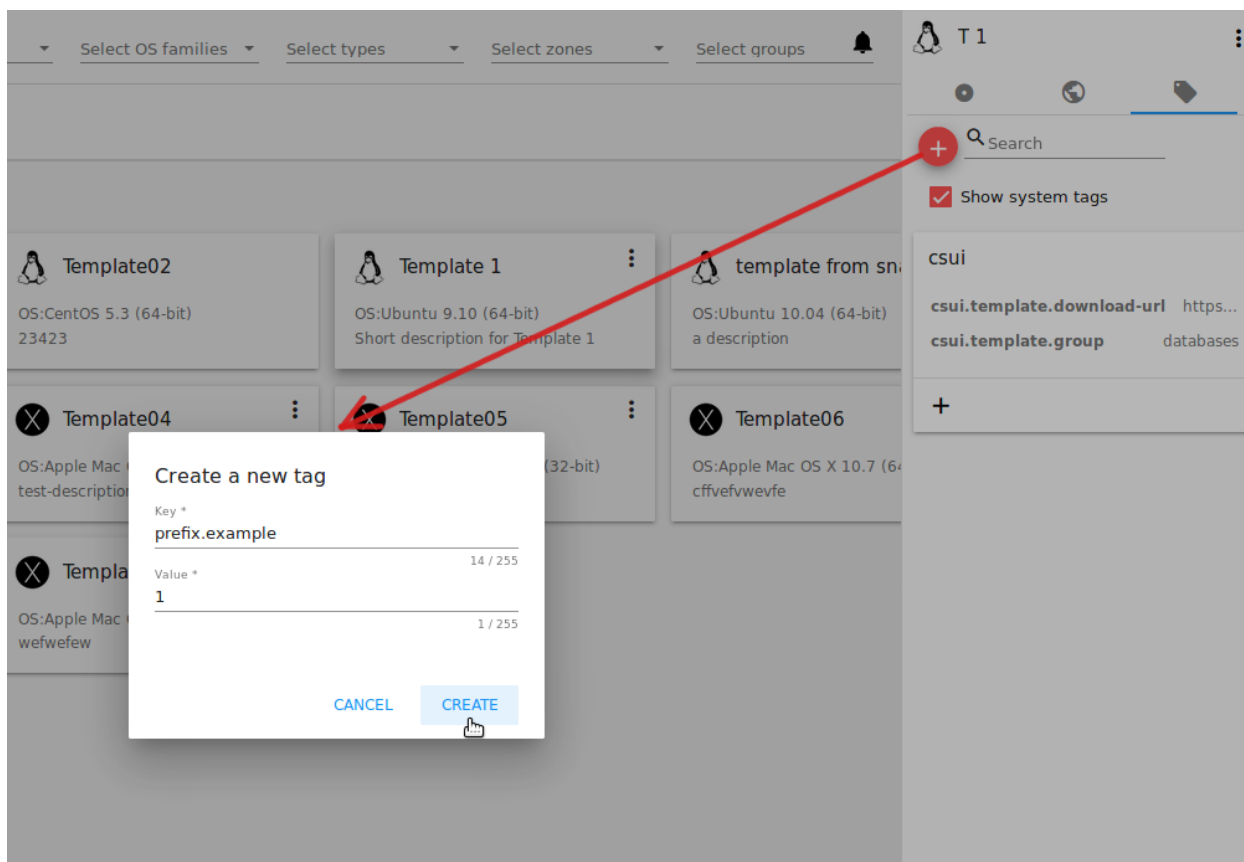 Select OS families
Select types
Select zones
Select groups
T 1
Search
Show system tags
csui
csui.template.download-url https...
csui.template.group databases
+
Template02
OS:CentOS 5.3 (64-bit)
23423
Template 1
OS:Ubuntu 9.10 (64-bit)
Short description for Template 1
template from sna
OS:Ubuntu 10.04 (64-bit)
a description
Template04
OS:Apple Mac
test-description
Template05
(32-bit)
Template06
OS:Apple Mac OS X 10.7 (64
cffvefvwevfe
Templa
OS:Apple Mac
wefwefew
Create a new tag
Key *
prefix.example
14 / 255
Value *
1
1 / 255
CANCEL
CREATE